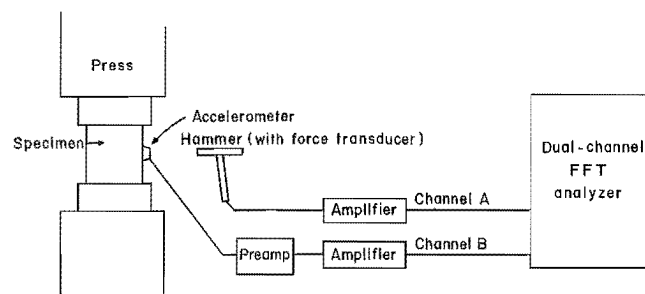 Press
Accelerometer
Hammer (with force transducer)
Specimen
Dual-channel
FFT
analyzer
Channel A
Amplifier
Channel B
Preamp
Amplifier